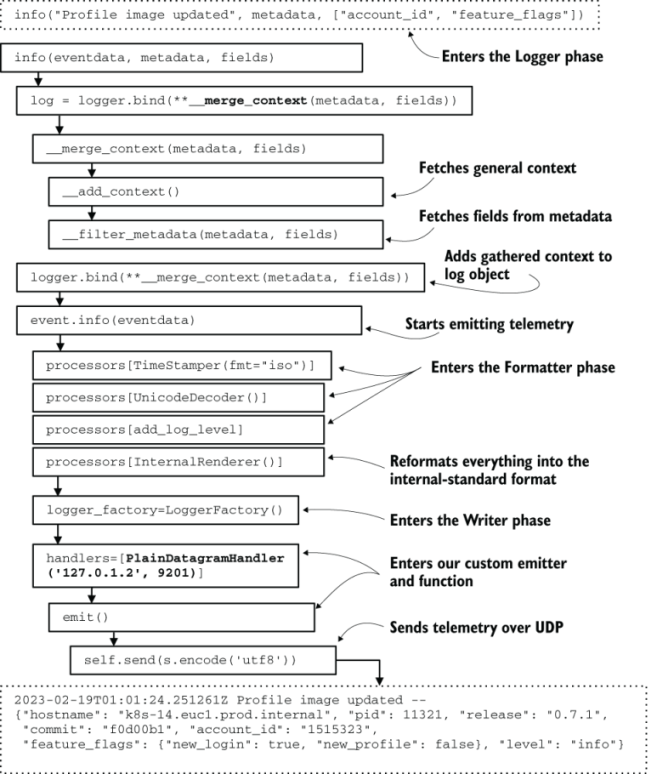 info("Profile image updated", metadata, ["account_id", "feature_flags"])
Enters the Logger phase
info(eventdata, metadata, fields)
log = logger.bind(**__merge_context(metadata, fields))
__merge_context(metadata, fields)
Fetches general context
__add_context()
Fetches fields from metadata
__filter_metadata(metadata, fields)
Adds gathered context to
log object
logger.bind(**__merge_context(metadata, fields))
event.info(eventdata)
Starts emitting telemetry
processors[TimeStamper(fmt="iso")]
Enters the Formatter phase
processors[UnicodeDecoder()]
processors[add_log_level]
processors[InternalRenderer()]
Reformats everything into the
internal-standard format
logger_factory=LoggerFactory()
Enters the Writer phase
handlers=[PlainDatagramHandler
('127.0.1.2', 9201)]
Enters our custom emitter
and function
emit()
Sends telemetry over UDP
self.send(s.encode('utf8'))
2023-02-19T01:01:24.251261Z Profile image updated --
{"hostname": "k8s-14.euc1.prod.internal", "pid": 11321, "release": "0.7.1",
"commit": "f0d00b1", "account_id": "1515323",
"feature_flags": {"new_login": true, "new_profile": false}, "level": "info"}